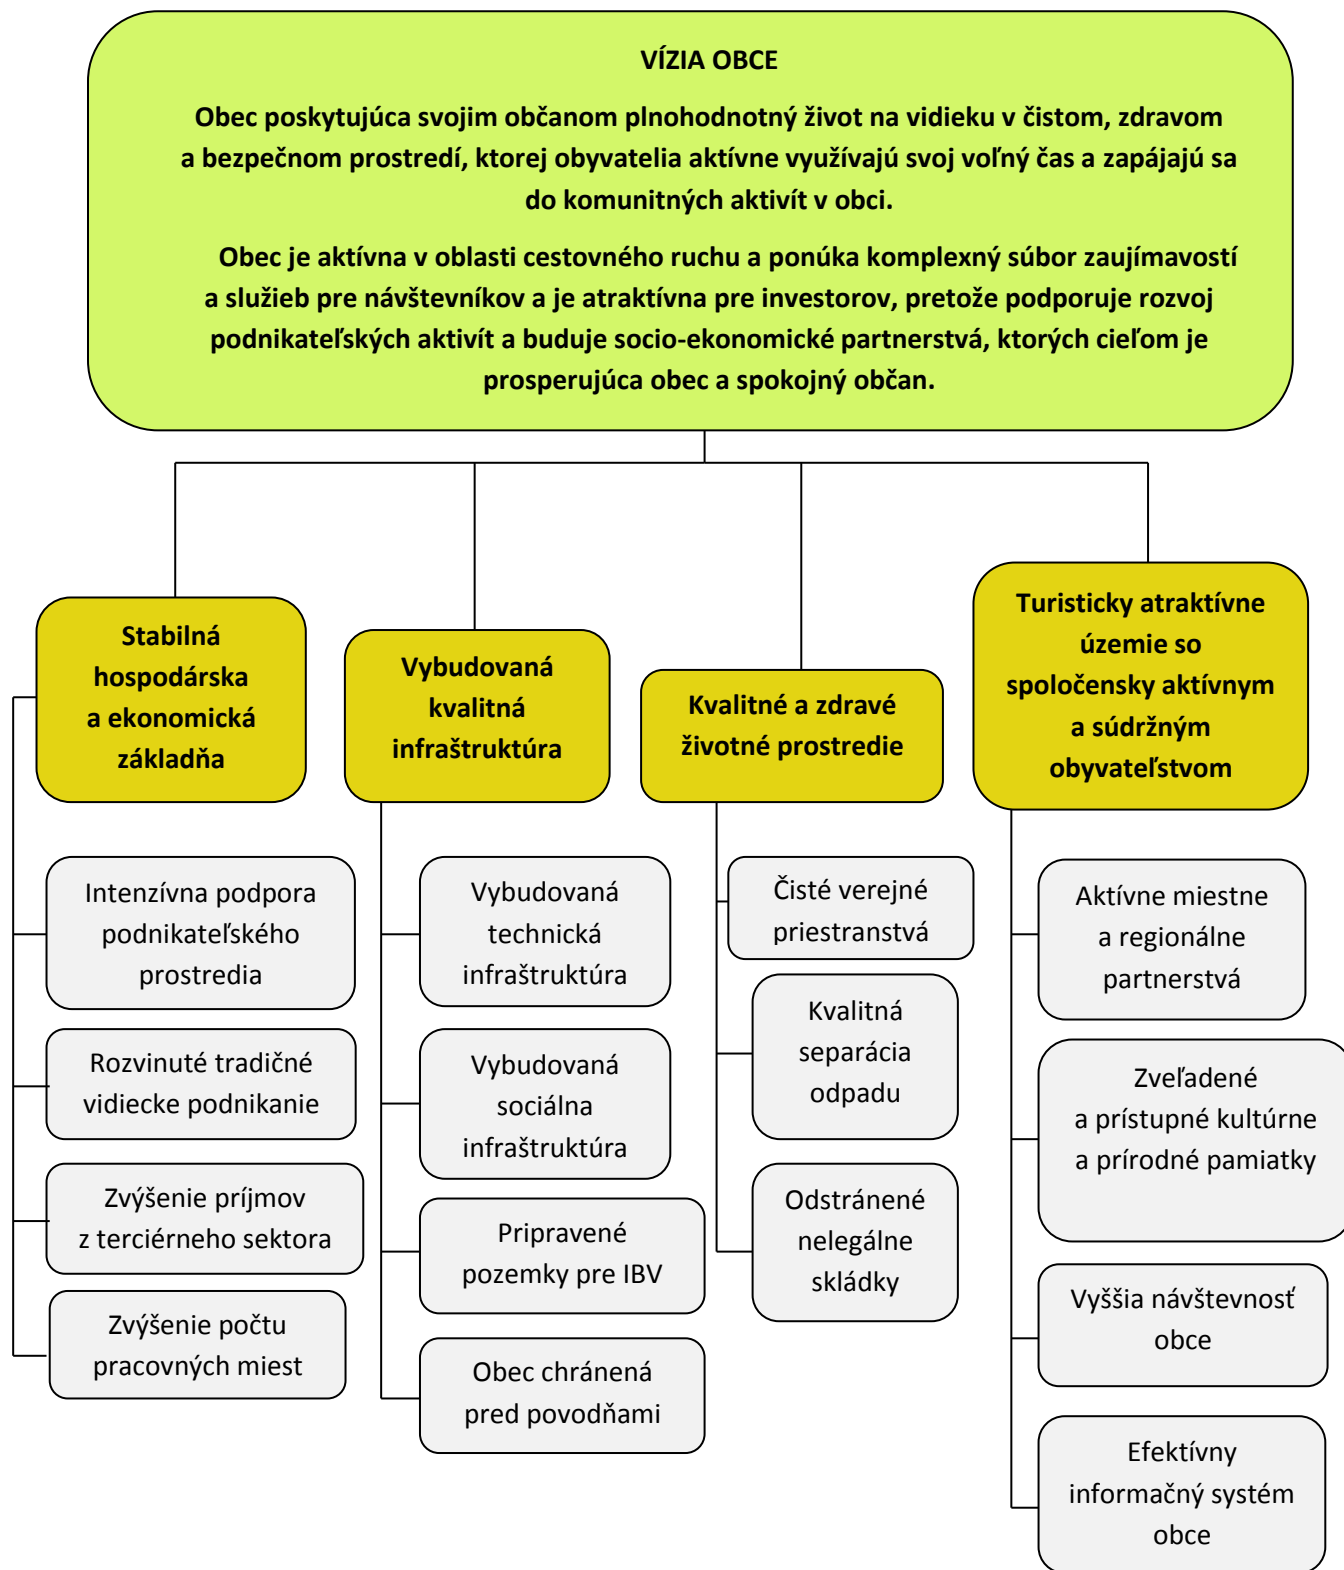 VÍZIA OBCE
Obec poskytujúca svojim občanom plnohodnotný život na vidieku v čistom, zdravom
a bezpečnom prostredí, ktorej obyvatelia aktívne využívajú svoj voľný čas a zapájajú sa
do komunitných aktivít v obci.
Obec je aktívna v oblasti cestovného ruchu a ponúka komplexný súbor zaujímavostí
a služieb pre návštevníkov a je atraktívna pre investorov, pretože podporuje rozvoj
podnikateľských aktivít a buduje socio-ekonomické partnerstvá, ktorých cieľom je
prosperujúca obec a spokojný občan.
Stabilná
hospodárska
a ekonomická
základňa
Intenzívna podpora
podnikateľského
prostredia
Rozvinuté tradičné
vidiecke podnikanie
Zvýšenie príjmov
z terciérneho sektora
Zvýšenie počtu
pracovných miest
Vybudovaná
kvalitná
infraštruktúra
Vybudovaná
technická
infraštruktúra
Vybudovaná
sociálna
infraštruktúra
Pripravené
pozemky pre IBV
Obec chránená
pred povodňami
Kvalitné a zdravé
životné prostredie
Čisté verejné
priestranstvá
Kvalitná
separácia
odpadu
Odstránené
nelegálne
skládky
Turisticky atraktívne
územie so
spoločensky aktívnym
a súdržným
obyvateľstvom
Aktívne miestne
a regionálne
partnerstvá
Zveľadené
a prístupné kultúrne
a prírodné pamiatky
Vyššia návštevnosť
obce
Efektívny
informačný systém
obce